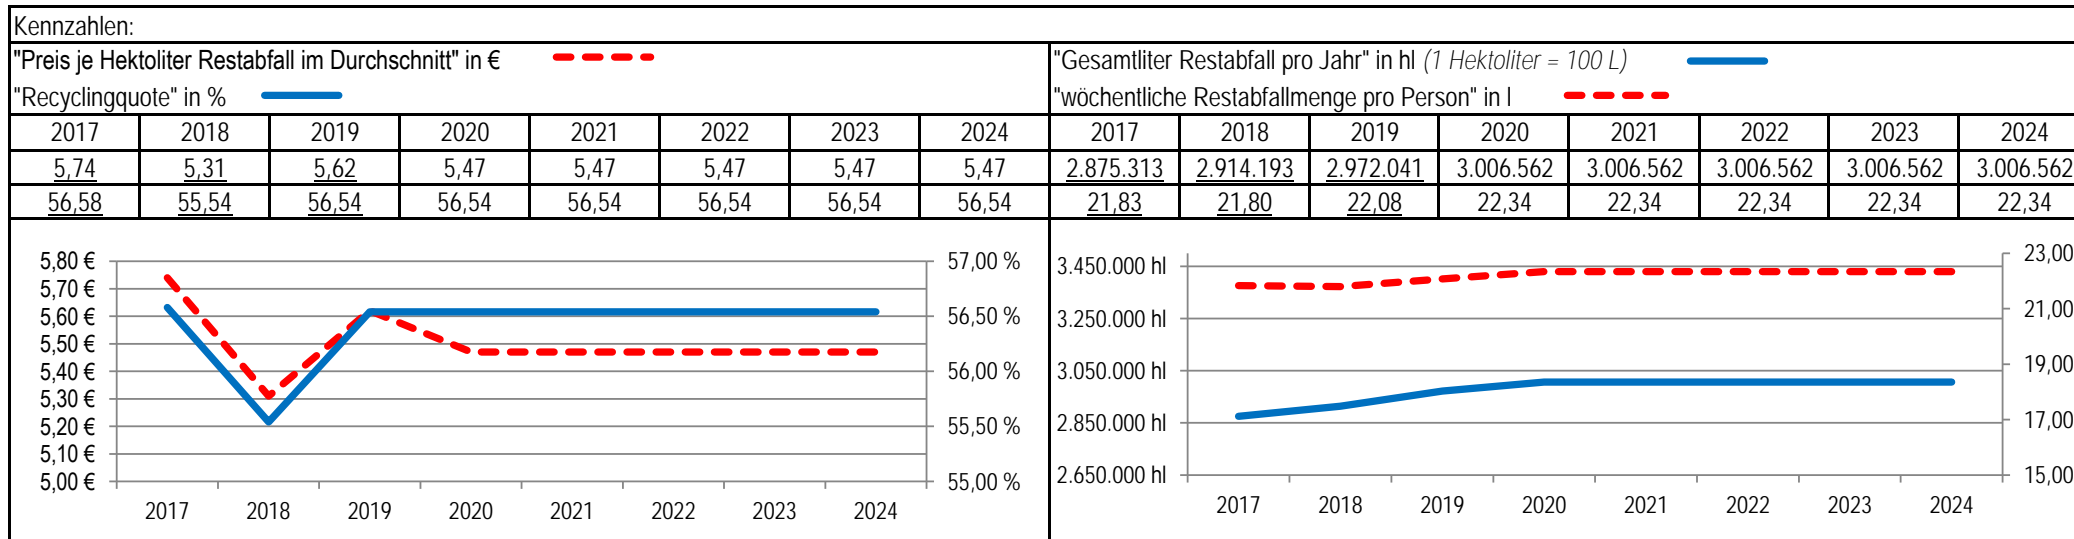 Kennzahlen:
"Preis je Hektoliter Restabfall im Durchschnitt" in €
"Recyclingquote" in %
2017 2018 2019 2020 2021 2022 2023 2024
5,74 5,31 5,62 5,47 5,47 5,47 5,47 5,47
56,58 55,54 56,54 56,54 56,54 56,54 56,54 56,54
5,80 €
5,70 €
5,60 €
5,50 €
5,40 €
5,30 €
5,20 €
5,10 €
5,00 €
57,00 %
56,50 %
56,00 %
55,50 %
55,00 %
2017 2018 2019 2020 2021 2022 2023 2024
"Gesamtliter Restabfall pro Jahr" in hl (1 Hektoliter = 100 L)
"wöchentliche Restabfallmenge pro Person" in l
2017 2018 2019 2020 2021 2022 2023 2024
2.875.313 2.914.193 2.972.041 3.006.562 3.006.562 3.006.562 3.006.562 3.006.562
21,83 21,80 22,08 22,34 22,34 22,34 22,34 22,34
3.450.000 hl
3.250.000 hl
3.050.000 hl
2.850.000 hl
2.650.000 hl
23,00
21,00
19,00
17,00
15,00
2017 2018 2019 2020 2021 2022 2023 2024